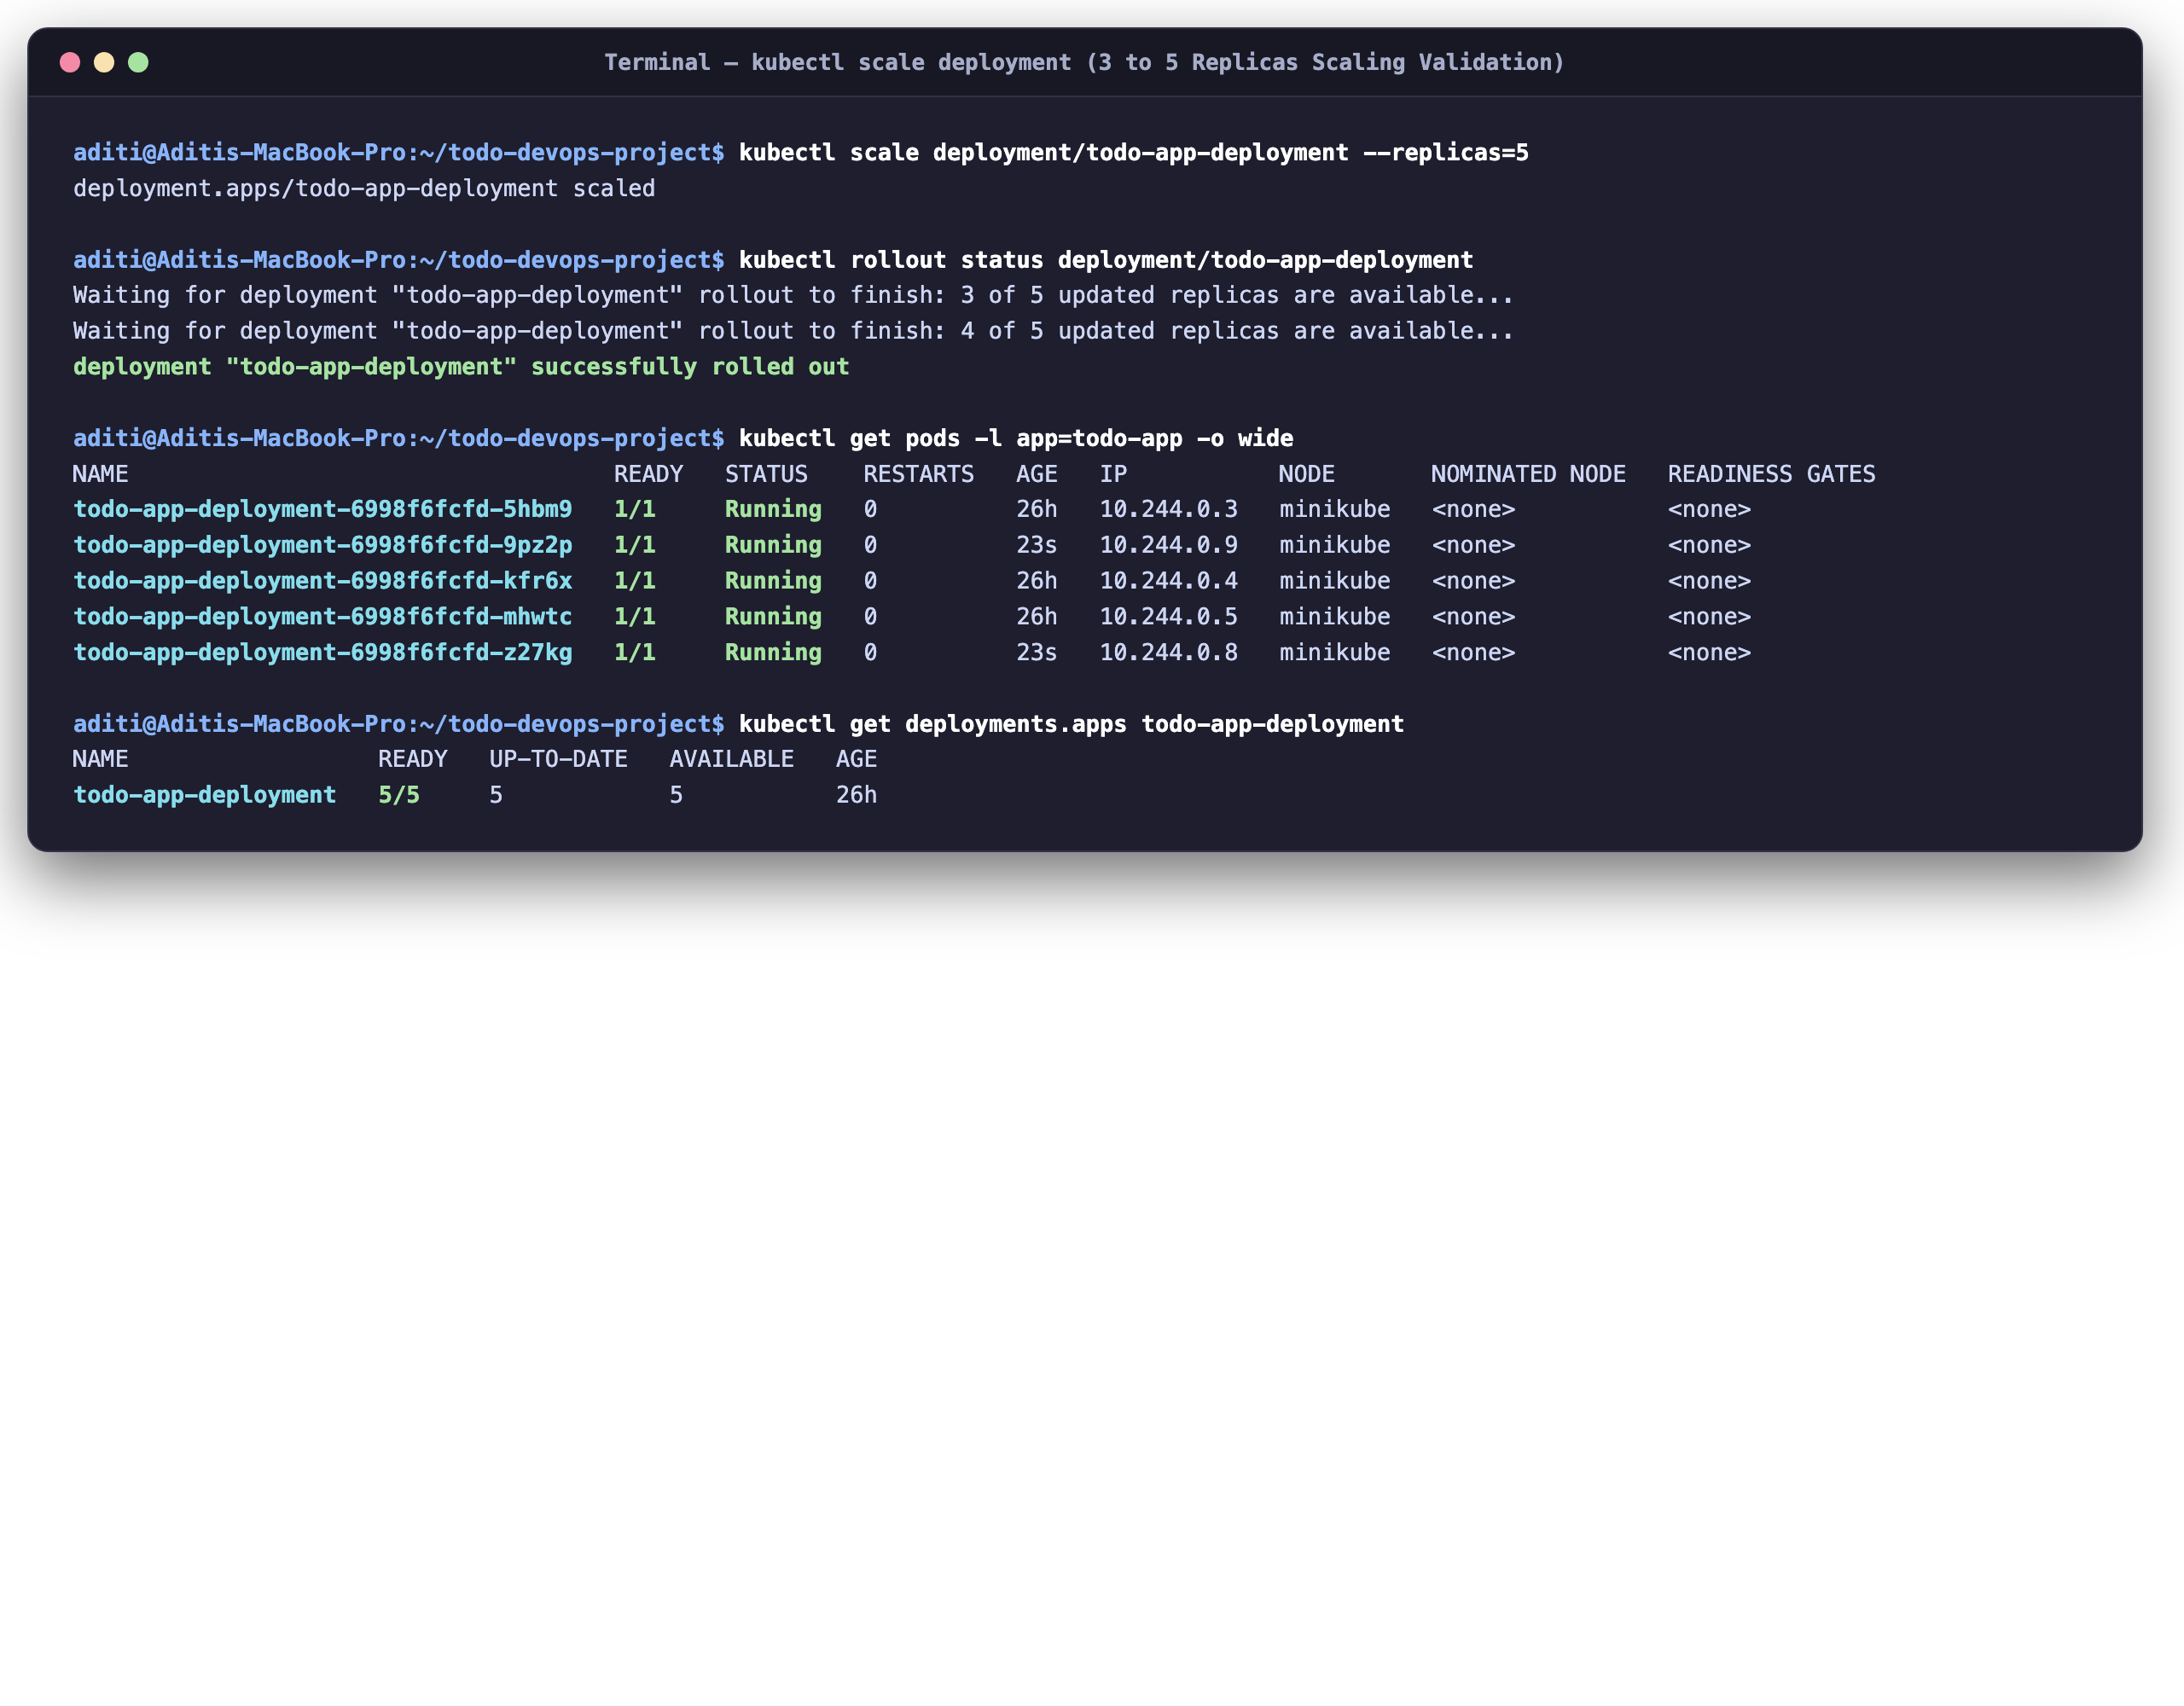 Terminal — kubectl scale deployment (3 to 5 Replicas Scaling Validation)
aditi@Aditis-MacBook-Pro:~/todo-devops-project$ kubectl scale deployment/todo-app-deployment --replicas=5
deployment.apps/todo-app-deployment scaled
aditi@Aditis-MacBook-Pro:~/todo-devops-project$ kubectl rollout status deployment/todo-app-deployment
Waiting for deployment "todo-app-deployment" rollout to finish: 3 of 5 updated replicas are available...
Waiting for deployment "todo-app-deployment" rollout to finish: 4 of 5 updated replicas are available...
deployment "todo-app-deployment" successfully rolled out
aditi@Aditis-MacBook-Pro:~/todo-devops-project$ kubectl get pods -l app=todo-app -o wide
NAME                                   READY   STATUS    RESTARTS   AGE   IP           NODE       NOMINATED NODE   READINESS GATES
todo-app-deployment-6998f6fcfd-5hbm9   1/1     Running   0          26h   10.244.0.3   minikube   <none>           <none>
todo-app-deployment-6998f6fcfd-9pz2p   1/1     Running   0          23s   10.244.0.9   minikube   <none>           <none>
todo-app-deployment-6998f6fcfd-kfr6x   1/1     Running   0          26h   10.244.0.4   minikube   <none>           <none>
todo-app-deployment-6998f6fcfd-mhwtc   1/1     Running   0          26h   10.244.0.5   minikube   <none>           <none>
todo-app-deployment-6998f6fcfd-z27kg   1/1     Running   0          23s   10.244.0.8   minikube   <none>           <none>
aditi@Aditis-MacBook-Pro:~/todo-devops-project$ kubectl get deployments.apps todo-app-deployment
NAME                  READY   UP-TO-DATE   AVAILABLE   AGE
todo-app-deployment   5/5     5            5           26h